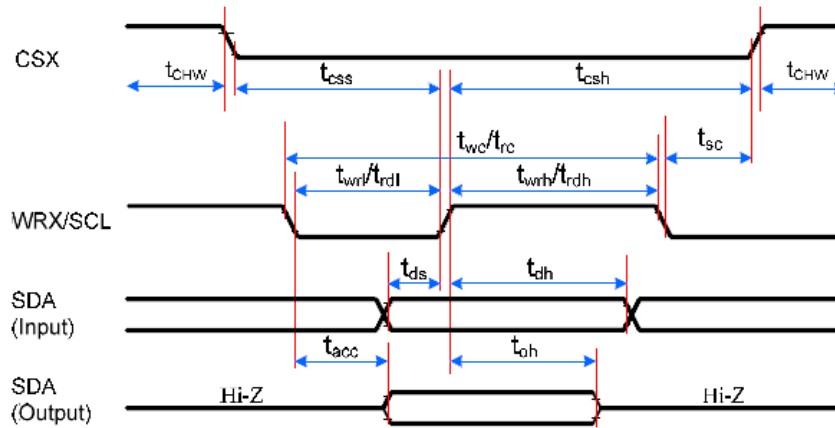 CSX
tCHW
tcss
tcsh
tCHW
twc/trc
tsc
twrl/trdl
twrh/trdh
WRX/SCL
tds
tdh
SDA
(Input)
tacc
toh
SDA
(Output)
Hi-Z
Hi-Z